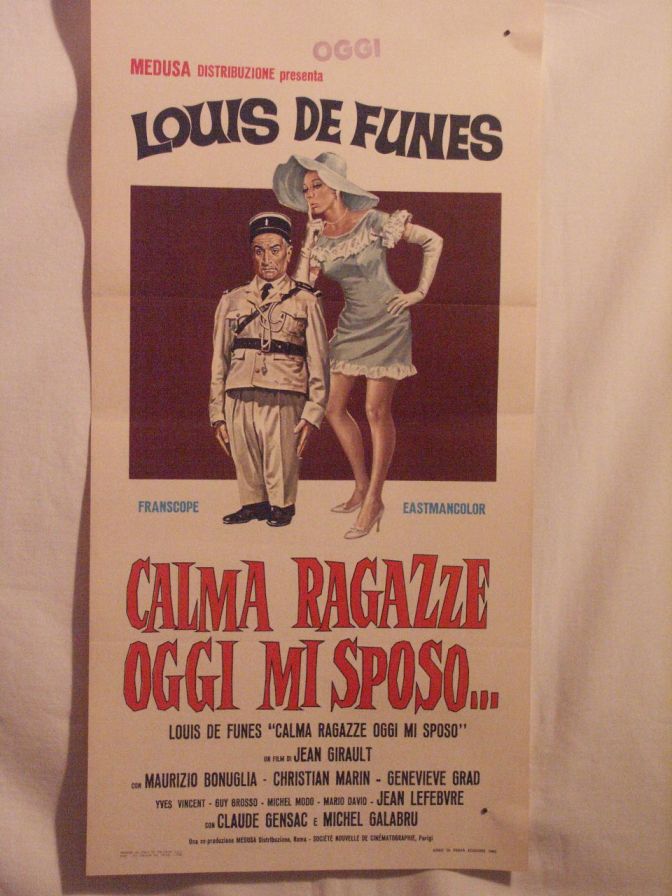 OGGI
MEDUSA DISTRIBUZIONE presenta
LOUIS DE FUNES
FRANSCOPE EASTMANCOLOR
CALMA RAGAZZE
OGGI MI SPOSO...
LOUIS DE FUNES "CALMA RAGAZZE OGGI MI SPOSO"
UN FILM DI JEAN GIRAULT
CON MAURIZIO BONUGLIA - CHRISTIAN MARIN - GENEVIEVE GRAD
YVES VINCENT - GUY GROSSO - MICHEL MODO - MARIO DAVID - JEAN LEFEBVRE
CON CLAUDE GENSAC E MICHEL GALABRU
Una co-produzione MEDUSA Distribuzione, Roma - SOCIÉTÉ NOUVELLE DE CINÉMATOGRAPHIE, Parigi